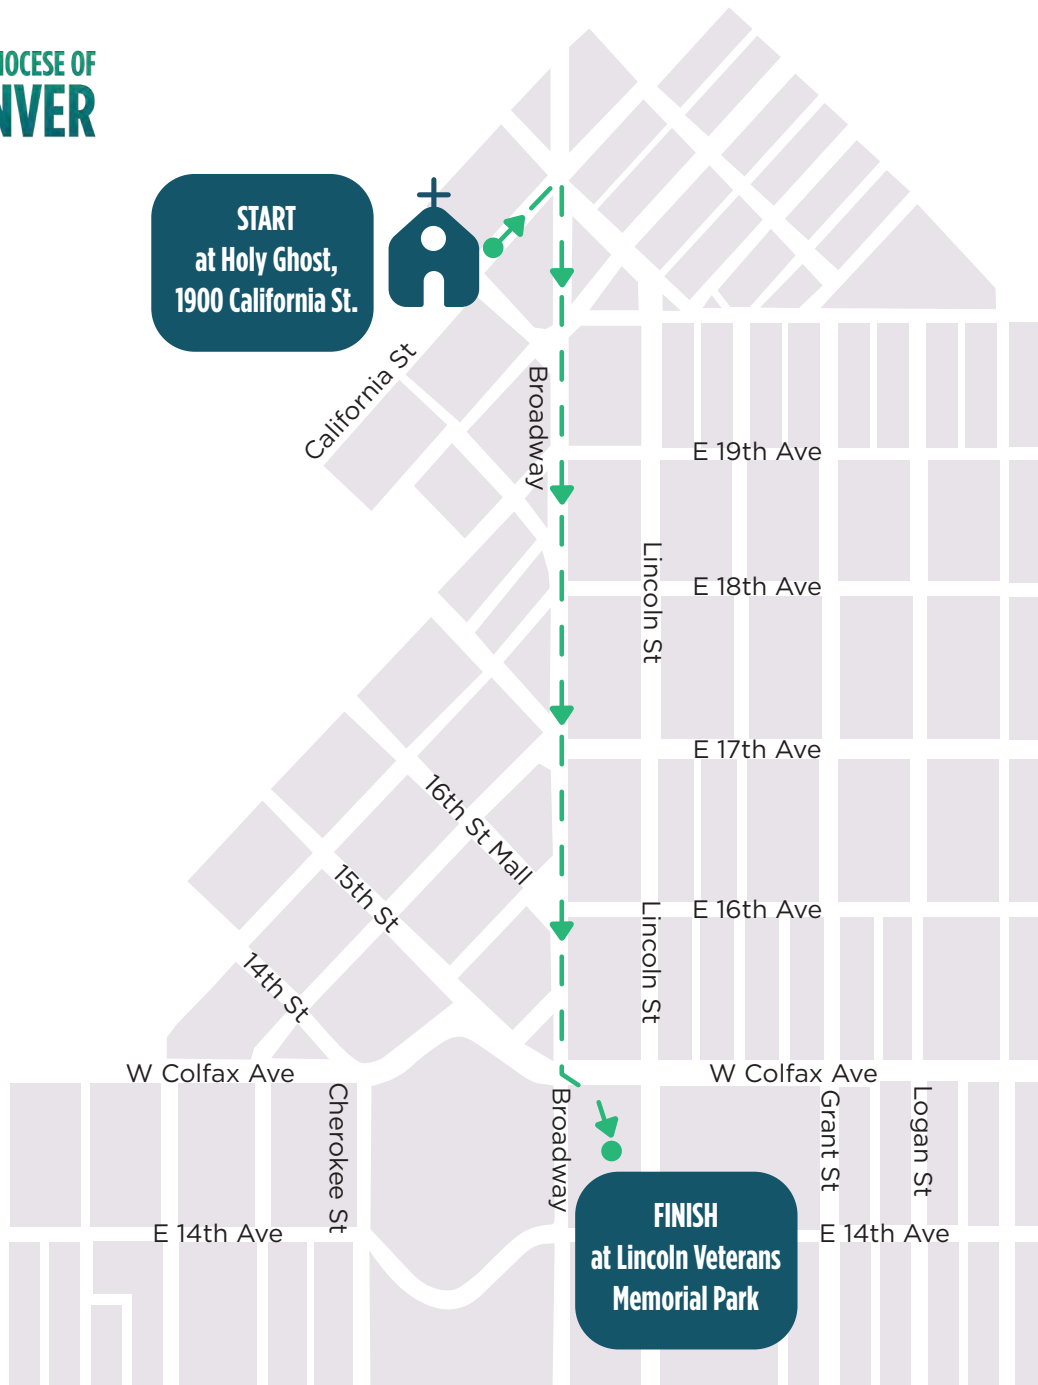 IOCESE OF
NVER
START
at Holy Ghost,
1900 California St.
California St
Broadway
E 19th Ave
Lincoln St
E 18th Ave
E 17th Ave
16th St Mall
15th St
E 16th Ave
Lincoln St
14th St
W Colfax Ave
W Colfax Ave
Cherokee St
Broadway
Grant St
Logan St
E 14th Ave
E 14th Ave
FINISH
at Lincoln Veterans
Memorial Park